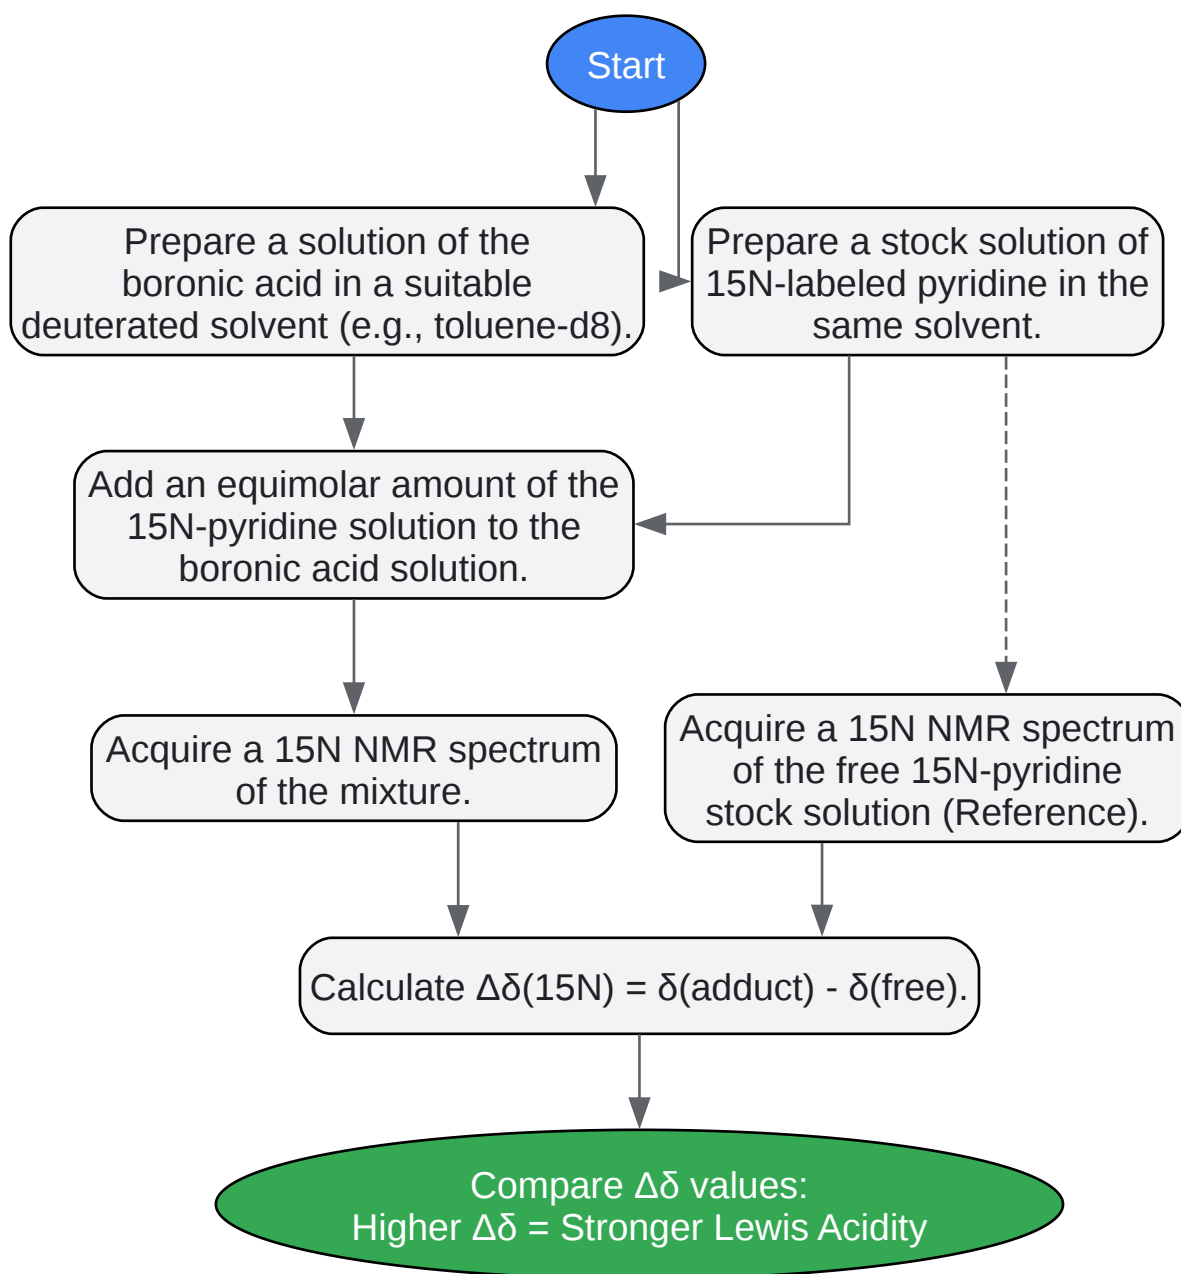 Start
Prepare a solution of the
boronic acid in a suitable
deuterated solvent (e.g., toluene-d8).
Prepare a stock solution of
15N-labeled pyridine in the
same solvent.
Add an equimolar amount of the
15N-pyridine solution to the
boronic acid solution.
Acquire a 15N NMR spectrum
of the mixture.
Acquire a 15N NMR spectrum
of the free 15N-pyridine
stock solution (Reference).
Calculate Δδ(15N) = δ(adduct) - δ(free).
Compare Δδ values:
Higher Δδ = Stronger Lewis Acidity